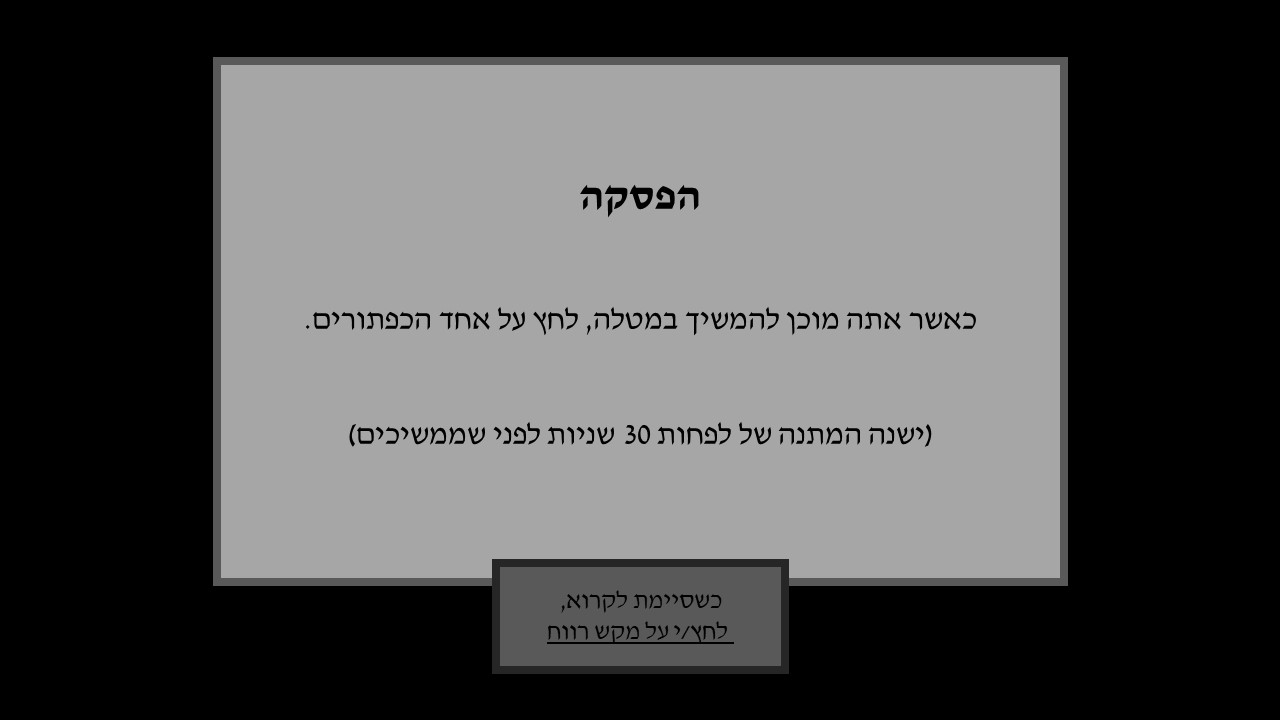 הפסקה
כאשר אתה מוכן להמשיך במטלה, לחץ על אחד הכפתורים.
(ישנה המתנה של לפחות 30 שניות לפני שממשיכים)
כשסיימת לקרוא,
לחץ/י על מקש רווח